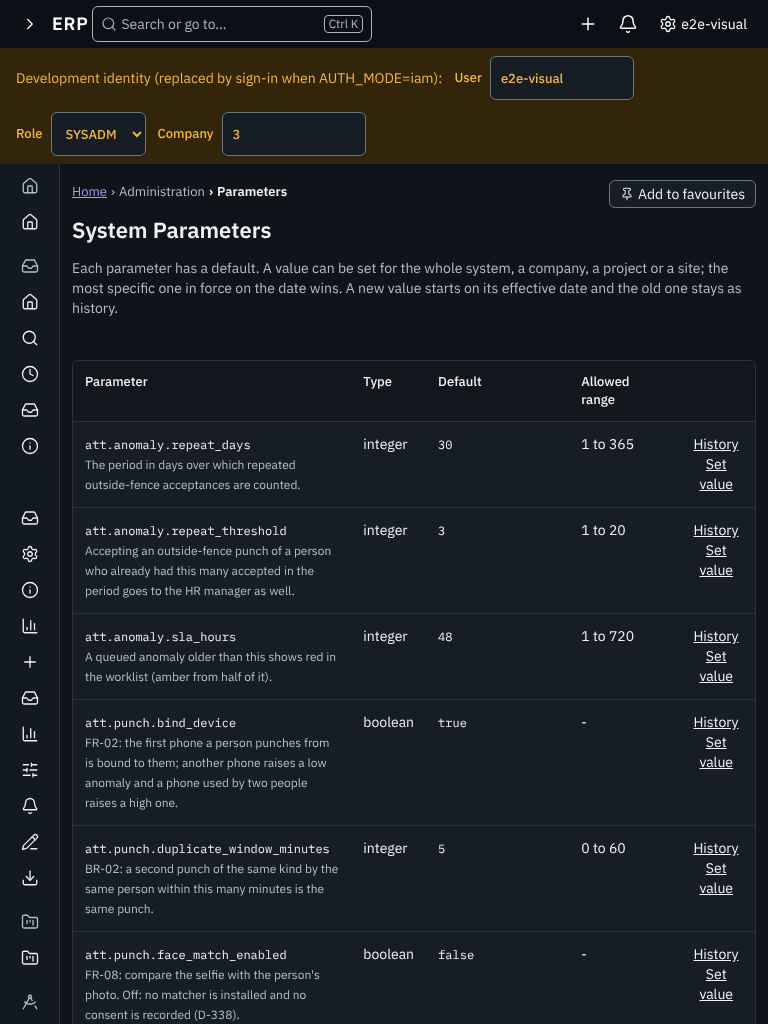 ERP
Search or go to...
Ctrl K
e2e-visual
Development identity (replaced by sign-in when AUTH_MODE=iam):
User
e2e-visual
Role
SYSADM
Company
3
Home › Administration › Parameters
Add to favourites
System Parameters
Each parameter has a default. A value can be set for the whole system, a company, a project or a site; the
most specific one in force on the date wins. A new value starts on its effective date and the old one stays as
history.
Parameter
Type
Default
Allowed
range
att.anomaly.repeat_days
The period in days over which repeated
outside-fence acceptances are counted.
integer
30
1 to 365
History
Set
value
att.anomaly.repeat_threshold
Accepting an outside-fence punch of a person
who already had this many accepted in the
period goes to the HR manager as well.
integer
3
1 to 20
History
Set
value
att.anomaly.sla_hours
A queued anomaly older than this shows red in
the worklist (amber from half of it).
integer
48
1 to 720
History
Set
value
att.punch.bind_device
FR-02: the first phone a person punches from
is bound to them; another phone raises a low
anomaly and a phone used by two people
raises a high one.
boolean
true
-
History
Set
value
att.punch.duplicate_window_minutes
BR-02: a second punch of the same kind by the
same person within this many minutes is the
same punch.
integer
5
0 to 60
History
Set
value
att.punch.face_match_enabled
FR-08: compare the selfie with the person's
photo. Off: no matcher is installed and no
consent is recorded (D-338).
boolean
false
-
History
Set
value